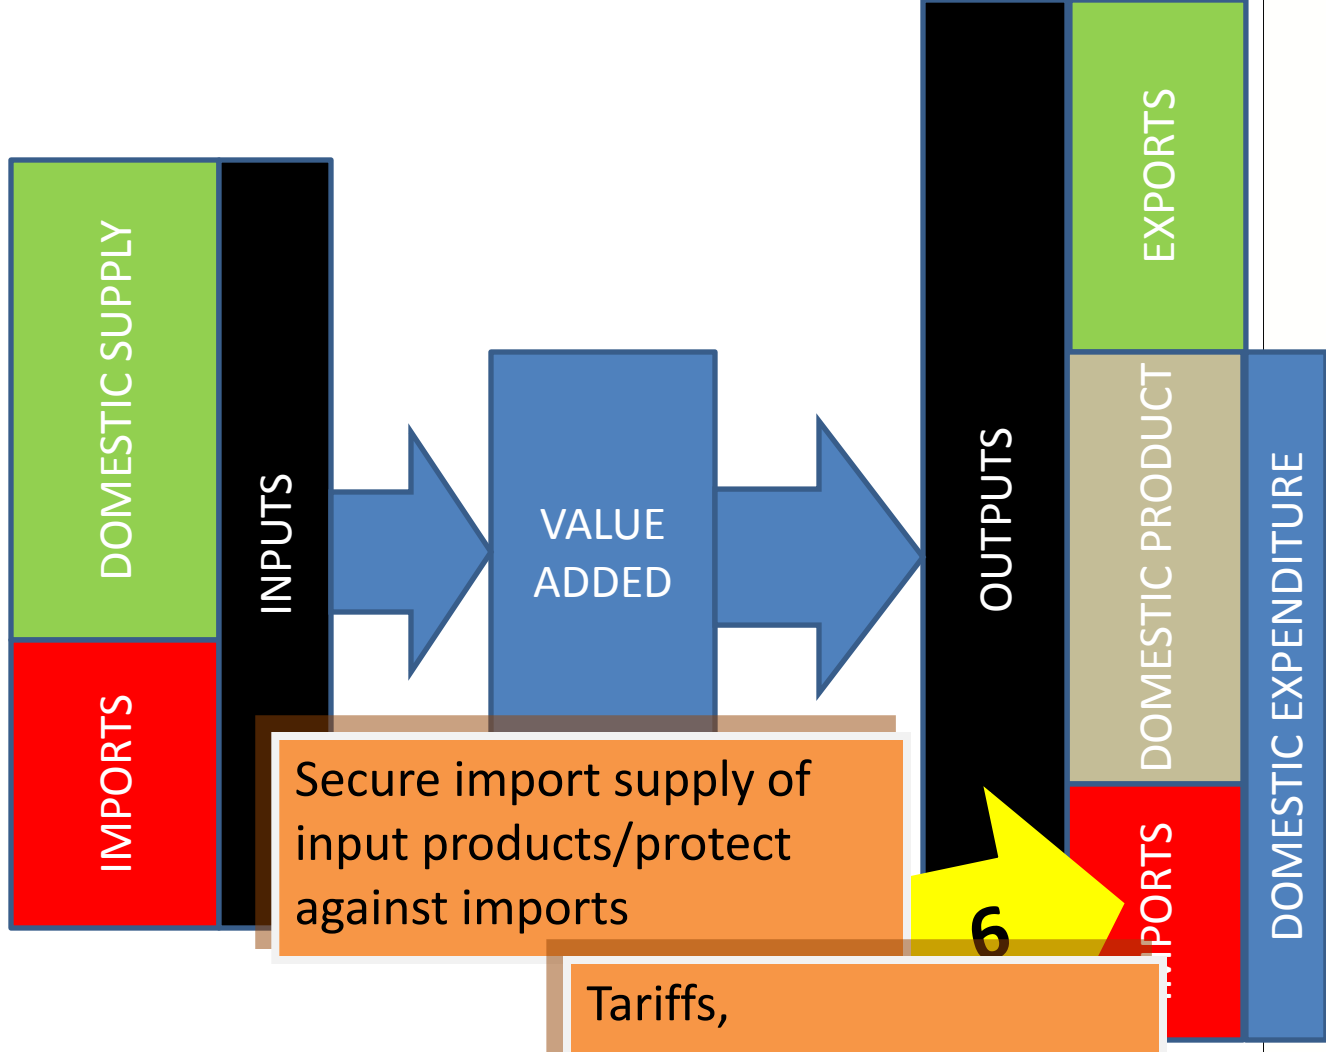 DOMESTIC SUPPLY
IMPORTS
INPUTS
VALUE
ADDED
OUTPUTS
EXPORTS
DOMESTIC PRODUCT
IMPORTS
DOMESTIC EXPENDITURE
Secure import supply of
input products/protect
against imports
6
Tariffs,